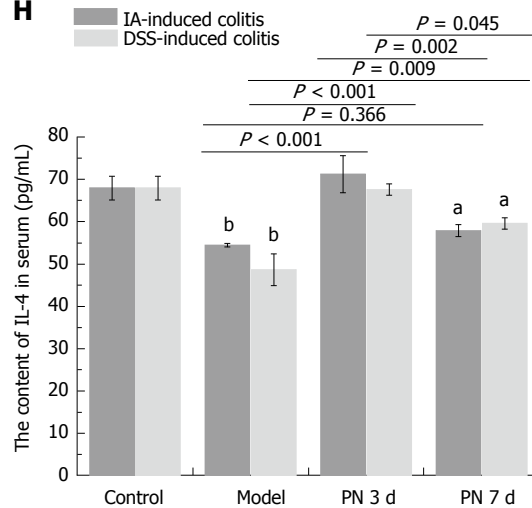 H
IA-induced colitis
DSS-induced colitis
P = 0.045
P = 0.002
P = 0.009
P < 0.001
P = 0.366
P < 0.001
The content of IL-4 in serum (pg/mL)
80
70
60
50
40
30
20
10
0
b
b
a
a
Control
Model
PN 3 d
PN 7 d